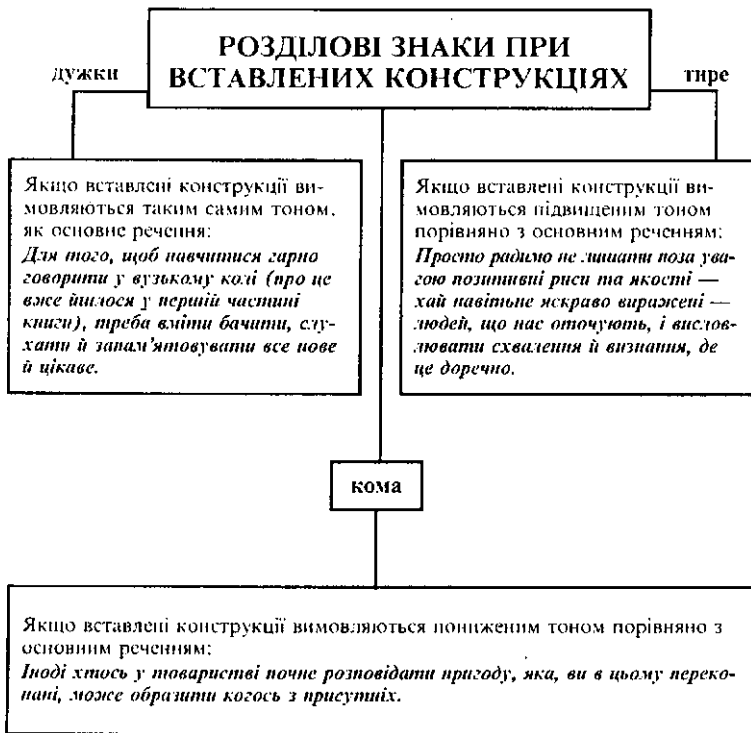 РОЗДІЛОВІ ЗНАКИ ПРИ
ВСТАВЛЕНИХ КОНСТРУКЦІЯХ
дужки
тире
Якщо вставлені конструкції ви-
мовляються таким самим тоном,
як основне речення:
Для того, щоб навчитися гарно
говорити у вузькому колі (про це
вже йшлося у першій частині
книги), треба вміти бачити, слу-
хати й запам'ятовувати все нове
й цікаве.
Якщо вставлені конструкції ви-
мовляються підвищеним тоном
порівняно з основним реченням:
Просто радимо не лишати поза ува-
гою позитивні риси та якості —
хай навіть не яскраво виражені —
людей, що нас оточують, і вислов-
лювати схвалення й визнання, де
це доречно.
кома
Якщо вставлені конструкції вимовляються пониженим тоном порівняно з
основним реченням:
Іноді хтось у товаристві почне розповідати пригоду, яка, ви в цьому переко-
нані, може образити когось з присутніх.